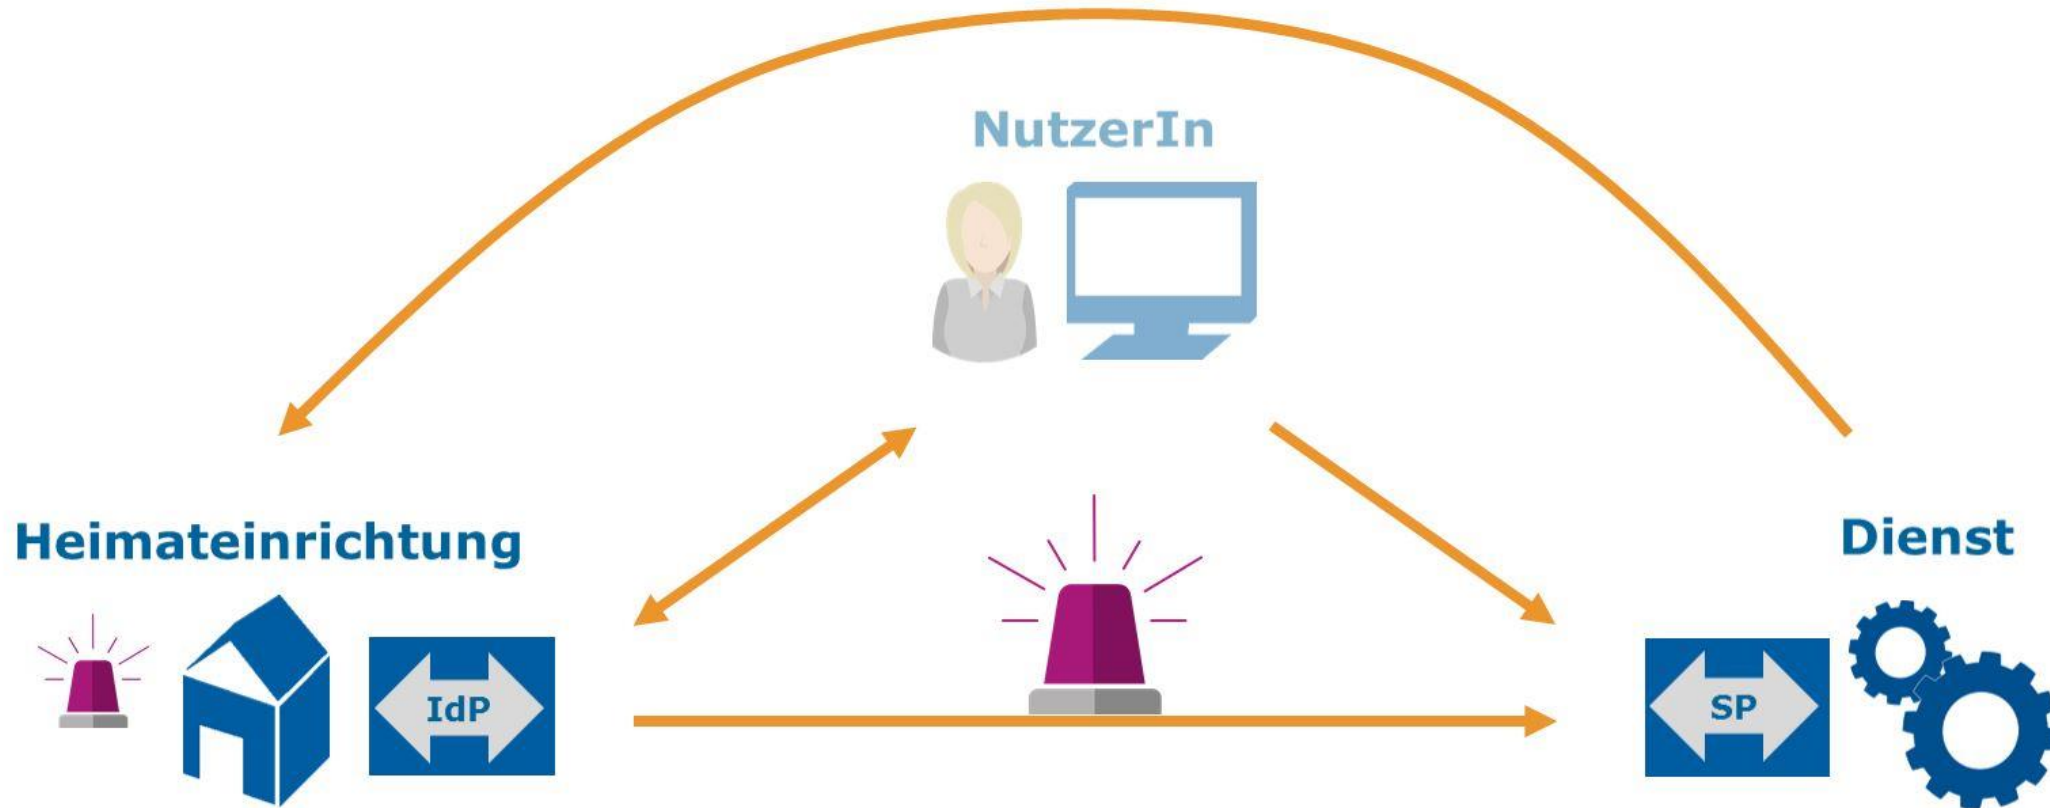 NutzerIn
Heimateinrichtung
Dienst
IdP
SP